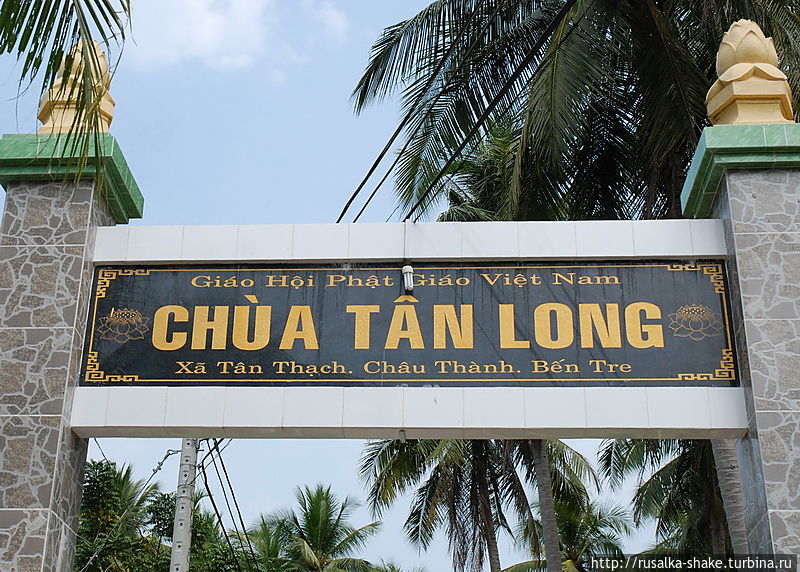 Giáo Hội Phật Giáo Việt Nam
CHÙA TÂN LONG
Xã Tân Thạch. Châu Thành. Bến Tre
http://rusalka-shake.turbina.ru